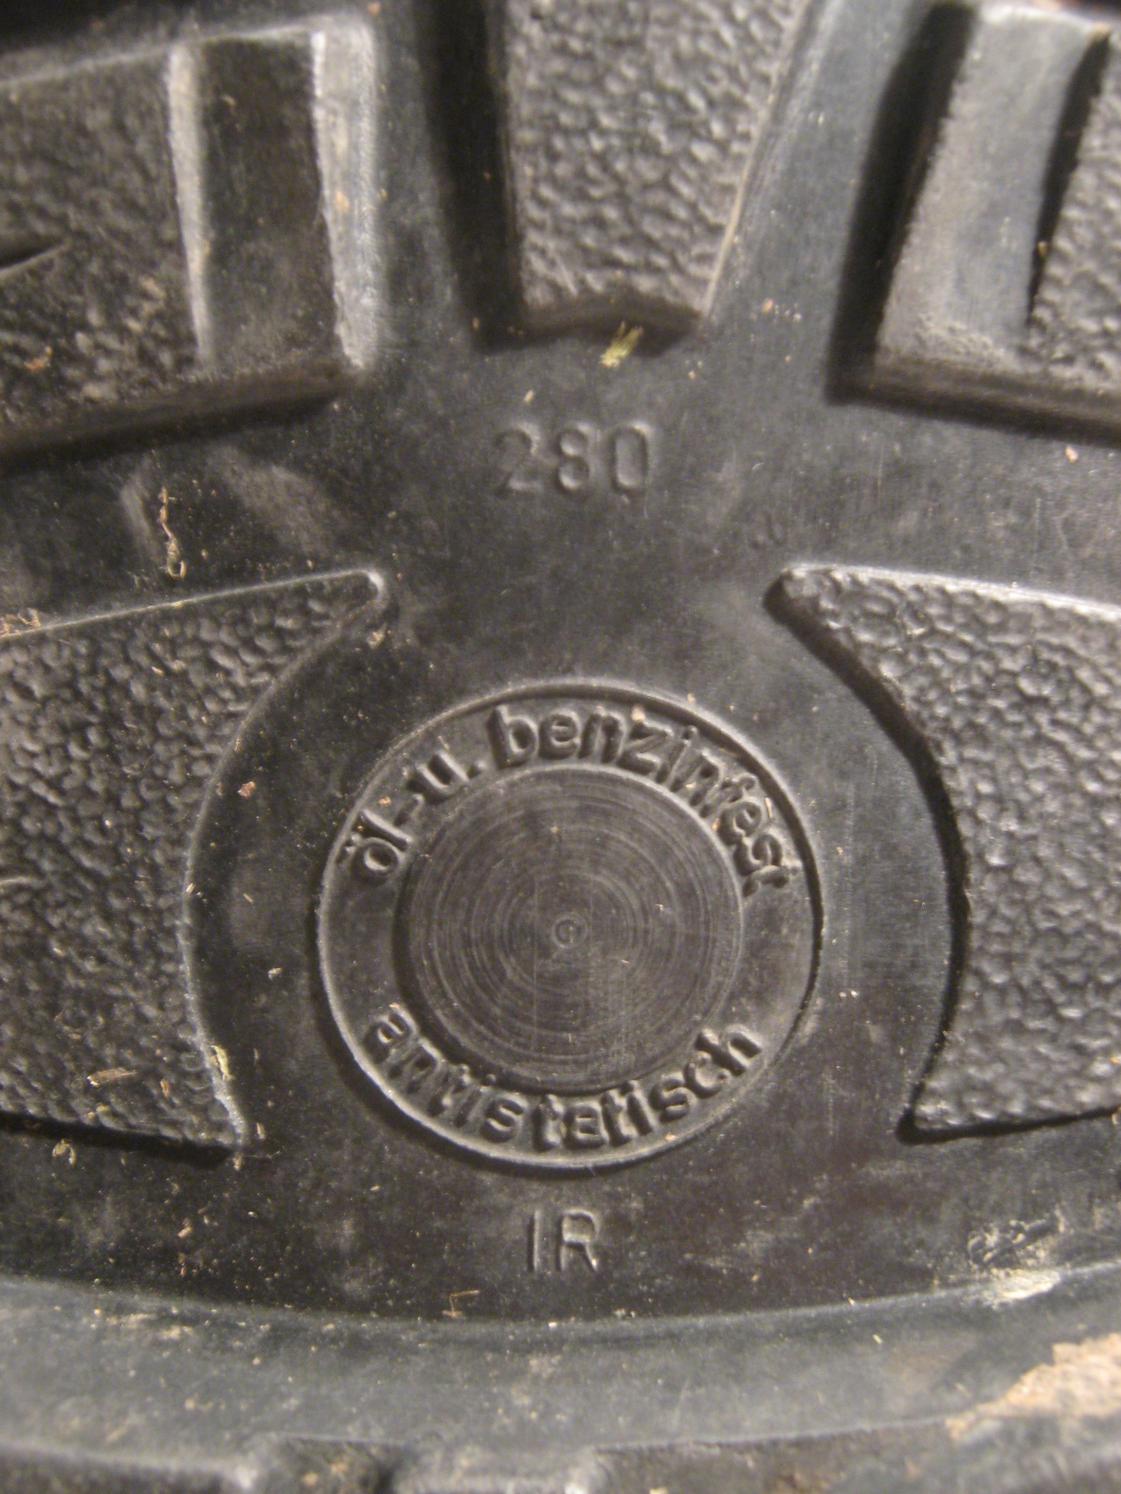 280
öl-u. benzinfest
antistatisch
IR